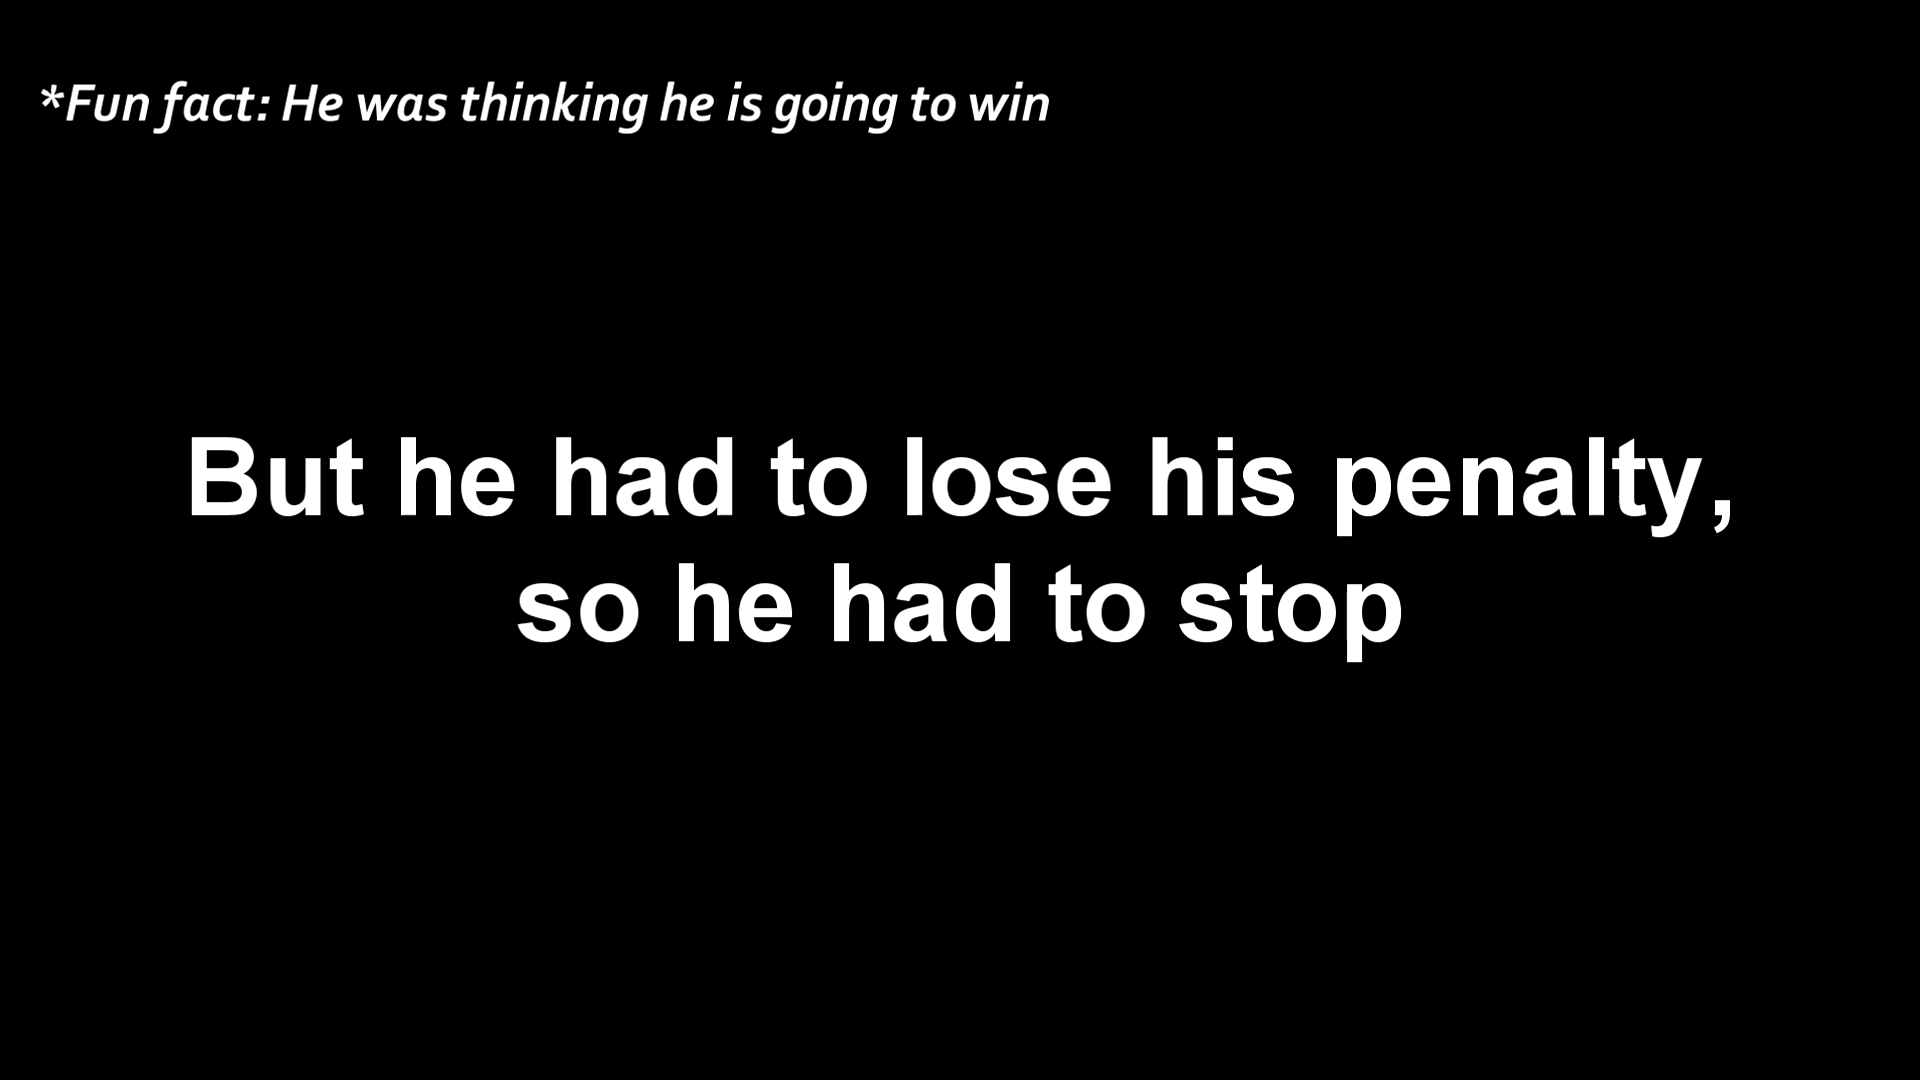 *Fun fact: He was thinking he is going to win
But he had to lose his penalty,
so he had to stop